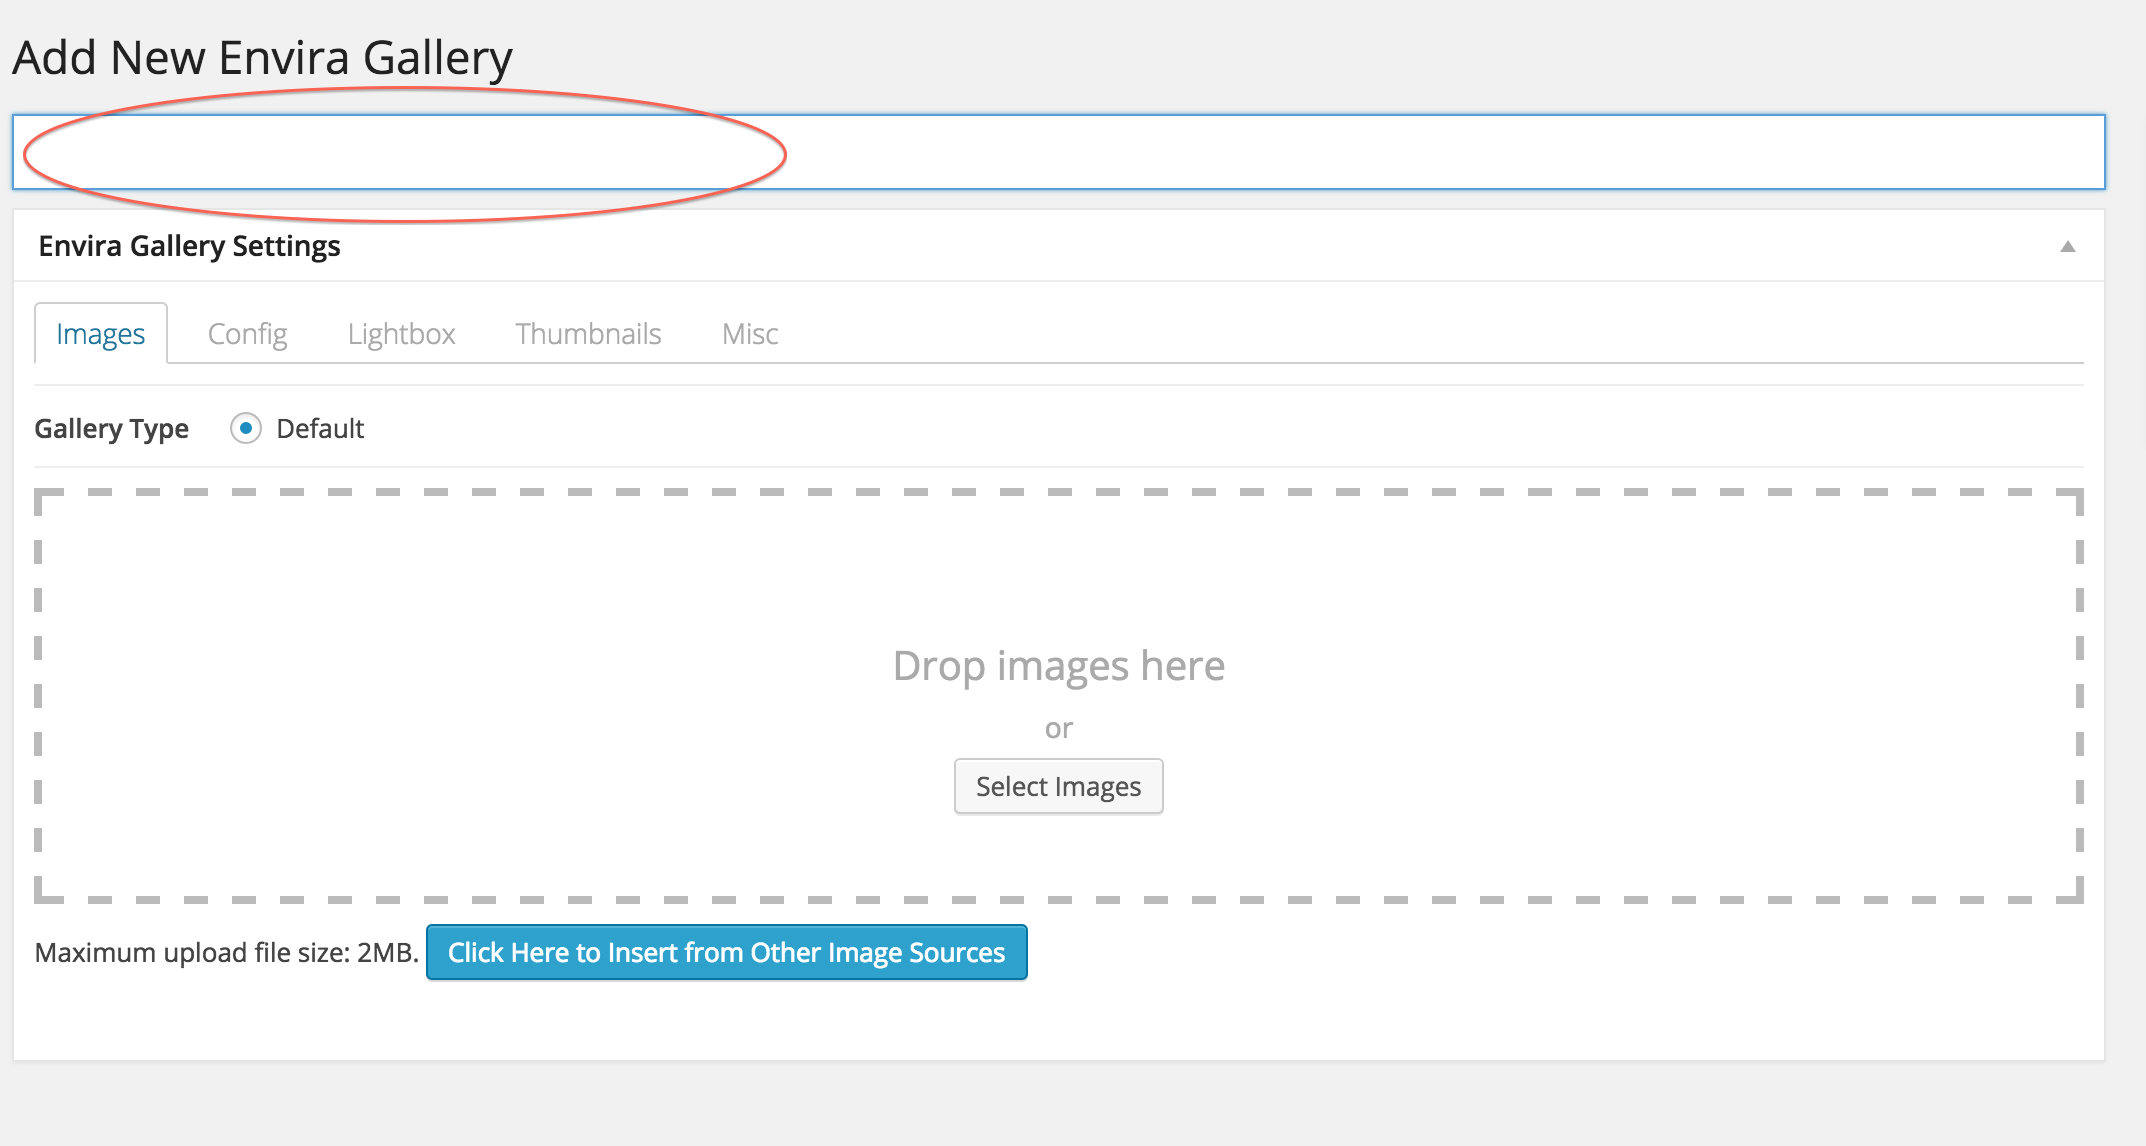 Add New Envira Gallery
Envira Gallery Settings
Images Config Lightbox Thumbnails Misc
Gallery Type Default
Drop images here
or
Select Images
Maximum upload file size: 2MB. Click Here to Insert from Other Image Sources